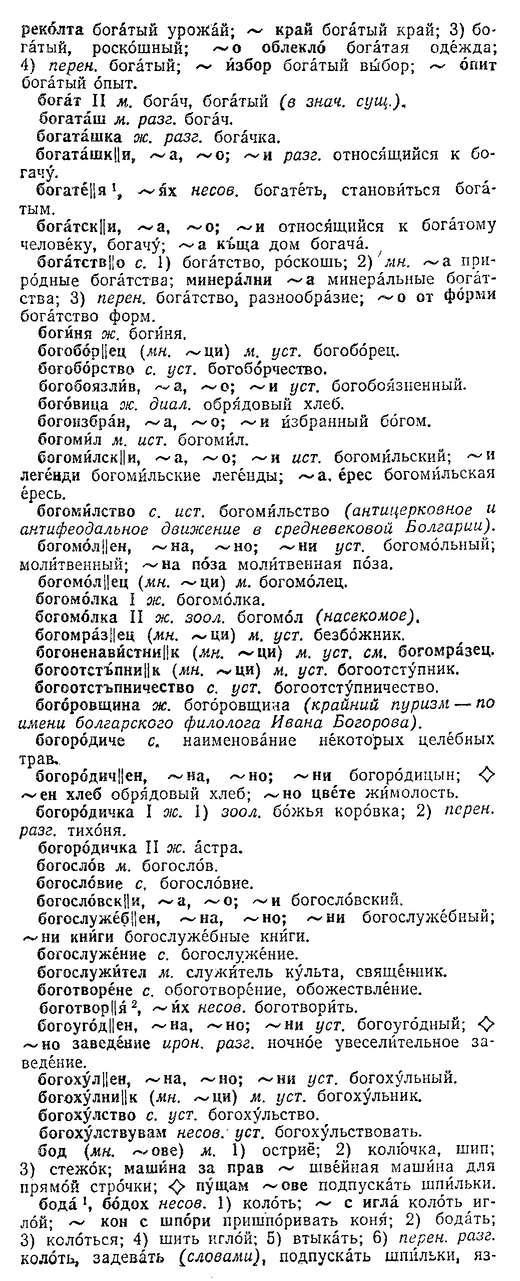 реколта бога́тый урожа́й; ~ край бога́тый край; 3) бо-
га́тый, роско́шный; ~о облекло́ бога́тая оде́жда;
4) перен. бога́тый; ~ и́збор бога́тый вы́бор; ~ о́пит
бога́тый о́пыт.
бога́т II м. бога́ч, бога́тый (в знач. сущ.).
богата́ш м. разг. бога́ч.
богата́шка ж. разг. бога́чка.
богата́шк||и, ~а, ~о; ~и разг. относя́щийся к бо-
гачу́.
богате́||я ¹, ~ях несов. богате́ть, станови́ться бога́-
тым.
бога́тск||и, ~а, ~о; ~и относя́щийся к бога́тому
челове́ку, богачу́; ~а къ́ща дом богача́.
бога́тств||о с. 1) бога́тство, ро́скошь; 2) мн. ~а при-
ро́дные бога́тства; минера́лни ~а минера́льные бога́т-
ства; 3) перен. бога́тство, разнообра́зие; ~о от фо́рми
бога́тство форм.
боги́ня ж. боги́ня.
богобо́р||ец (мн. ~ци) м. уст. богобо́рец.
богобо́рство с. уст. богобо́рчество.
богобоязли́в, ~а, ~о; ~и уст. богобоя́зненный.
бого́вица ж. диал. обря́довый хлеб.
богоизбра́н, ~а, ~о; ~и и́збранный бо́гом.
богоми́л м. ист. богоми́л.
богоми́лск||и, ~а, ~о; ~и ист. богоми́льский; ~и
леге́нди богоми́льские леге́нды; ~а. е́рес богоми́льская
е́ресь.
богоми́лство с. ист. богоми́льство (антицерковное и
антифеодальное движение в средневековой Болгарии).
богомо́л||ен, ~на, ~но; ~ни уст. богомо́льный;
моли́твенный; ~на по́за моли́твенная по́за.
богомо́л||ец (мн. ~ци) м. богомо́лец.
богомо́лка I ж. богомо́лка.
богомо́лка II ж. зоол. богомо́л (насекомое).
богомра́з||ец (мн. ~ци) м. уст. безбо́жник.
богоненави́стни||к (мн. ~ци) м. уст. см. богомра́зец.
богоотстъ́пни||к (мн. ~ци) м. уст. богоотсту́пник.
богоотстъ́пничество с. уст. богоотсту́пничество.
бого́ровщина ж. бого́ровщина (крайний пуризм — по
имени болгарского филолога Ивана Богорова).
богоро́диче с. наименова́ние не́которых целе́бных
трав.
богоро́дич||ен, ~на, ~но; ~ни богоро́дицын; ◇
~ен хляб обря́довый хлеб; ~но цве́те жи́молость.
богоро́дичка I ж. 1) зоол. бо́жья коро́вка; 2) перен.
разг. тихо́ня.
богоро́дичка II ж. а́стра.
богосло́в м. богосло́в.
богосло́вие с. богосло́вие.
богосло́вск||и, ~а, ~о; ~и богосло́вский.
богослуже́б||ен, ~на, ~но; ~ни богослуже́бный;
~ни кни́ги богослуже́бные кни́ги.
богослуже́ние с. богослуже́ние.
богослужи́тел м. служи́тель ку́льта, свяще́нник.
боготворе́не с. обоготворе́ние, обожествле́ние.
боготвор||я́ ², ~и́х несов. боготвори́ть.
богоуго́д||ен, ~на, ~но; ~ни уст. богоуго́дный; ◇
~но заведе́ние ирон. разг. ночно́е увесели́тельное за-
веде́ние.
богоху́л||ен, ~на, ~но; ~ни уст. богоху́льный.
богоху́лни||к (мн. ~ци) м. уст. богоху́льник.
богоху́лство с. уст. богоху́льство.
богоху́лствувам несов. уст. богоху́льствовать.
бод (мн. ~ове) м. 1) остриё; 2) колю́чка, шип;
3) стежо́к; маши́на за прав ~ шве́йная маши́на для
прямо́й стро́чки; ◇ пу́щам ~ове подпуска́ть шпи́льки.
бода́ ¹, бо́дох несов. 1) коло́ть; ~ с игла́ коло́ть иг-
ло́й; ~ кон с шпо́ри пришпо́ривать коня́; 2) бода́ть;
3) коло́ться; 4) шить игло́й; 5) втыка́ть; 6) перен. разг.
коло́ть, задева́ть (словами), подпуска́ть шпи́льки, яз-